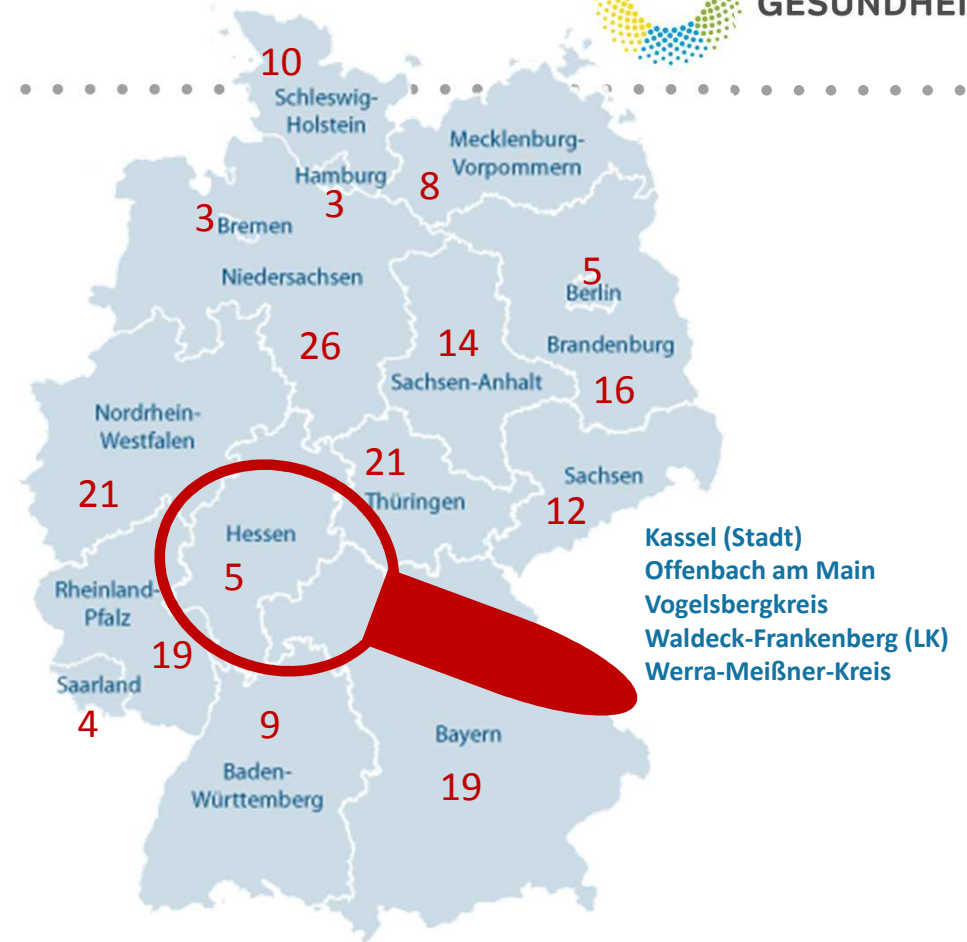 10
Schleswig-
Holstein
Mecklenburg-
Vorpommern
Hamburg
8
3
3
Bremen
Niedersachsen
5
Berlin
26
14
Brandenburg
Sachsen-Anhalt
16
Nordrhein-
Westfalen
21
21
Thüringen
Sachsen
12
Hessen
5
Rheinland-
Pfalz
19
Saarland
4
9
Baden-
Württemberg
Bayern
19
Kassel (Stadt)
Offenbach am Main
Vogelsbergkreis
Waldeck-Frankenberg (LK)
Werra-Meißner-Kreis